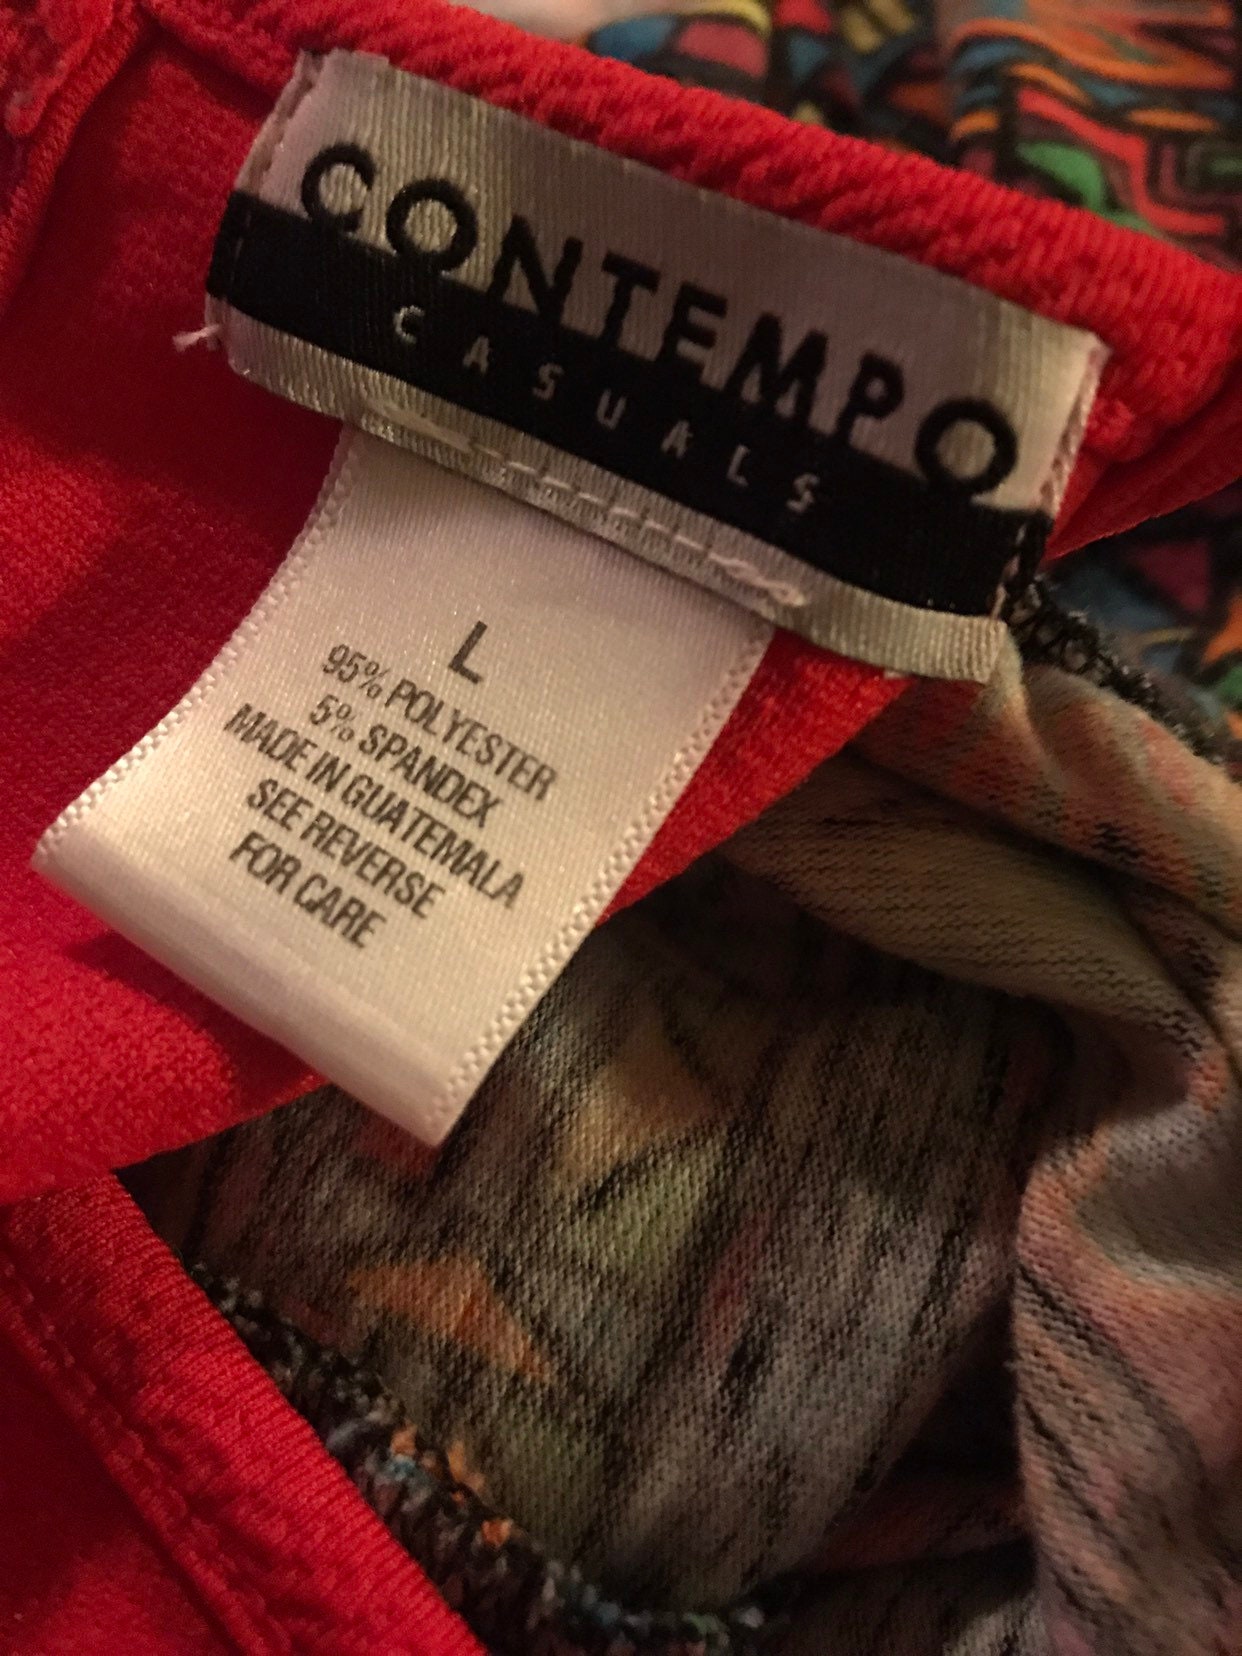 CONTEMPO
CASUALS
L
95% POLYESTER
5% SPANDEX
MADE IN GUATEMALA
SEE REVERSE
FOR CARE